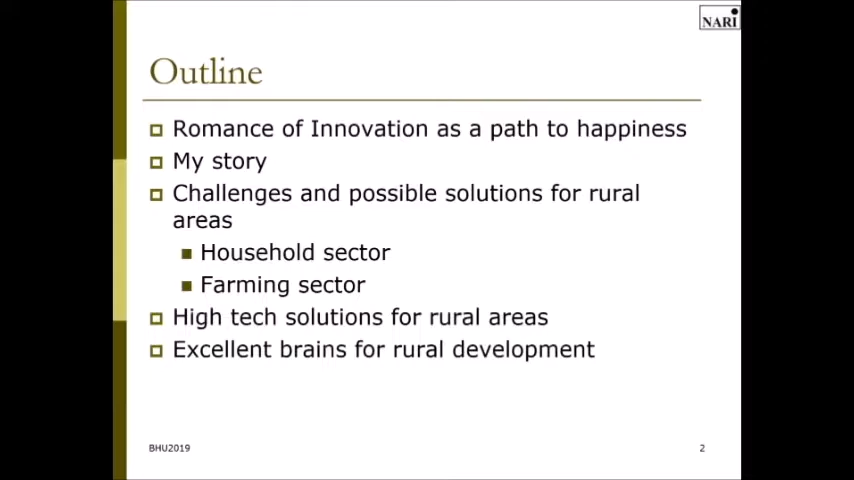 NARI
Outline
Romance of Innovation as a path to happiness
My story
Challenges and possible solutions for rural
areas
Household sector
Farming sector
High tech solutions for rural areas
Excellent brains for rural development
BHU2019
2